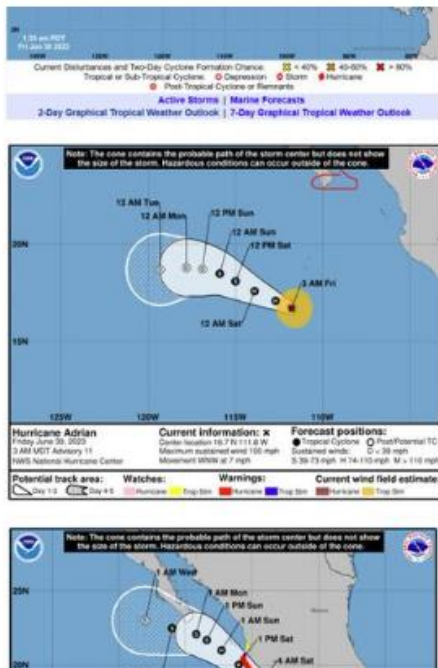 1:35 am PDT
Fri Jun 30 2023
Current Disturbances and Two-Day Cyclone Formation Chance: < 40% 40-60% > 60%
Tropical or Sub-Tropical Cyclone: Depression Storm Hurricane
Post-Tropical Cyclone or Remnants
Active Storms | Marine Forecasts
2-Day Graphical Tropical Weather Outlook | 7-Day Graphical Tropical Weather Outlook
Note: The cone contains the probable path of the storm center but does not show
the size of the storm. Hazardous conditions can occur outside of the cone.
12 AM Tue
12 AM Mon
12 PM Sun
12 AM Sun
12 PM Sat
3 AM Fri
12 AM Sat
20N
15N
125W 120W 115W 110W
Hurricane Adrian
Friday June 30, 2023
3 AM MDT Advisory 11
NWS National Hurricane Center
Current information: x
Center location 16.7 N 111.8 W
Maximum sustained wind 100 mph
Movement WNW at 7 mph
Forecast positions:
Tropical Cyclone Post/Potential TC
Sustained winds: D < 39 mph
S 39-73 mph H 74-110 mph M > 110 mph
Potential track area:
Day 1-3 Day 4-5
Watches:
Hurricane Trop Stm
Warnings:
Hurricane Trop Stm
Current wind field estimate
Hurricane Trop Stm
Note: The cone contains the probable path of the storm center but does not show
the size of the storm. Hazardous conditions can occur outside of the cone.
1 AM Wed
25N
1 AM Mon
1 PM Sun
1 AM Sun
Mexico
1 PM Sat
4 AM Sat
20N